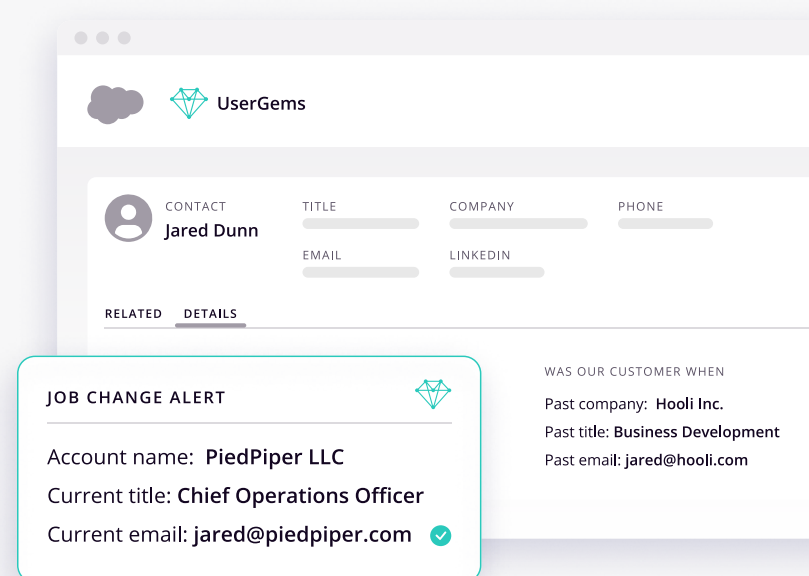 UserGems
CONTACT
Jared Dunn
TITLE
COMPANY
PHONE
EMAIL
LINKEDIN
RELATED
DETAILS
JOB CHANGE ALERT
Account name: PiedPiper LLC
Current title: Chief Operations Officer
Current email: jared@piedpiper.com
WAS OUR CUSTOMER WHEN
Past company: Hooli Inc.
Past title: Business Development
Past email: jared@hooli.com